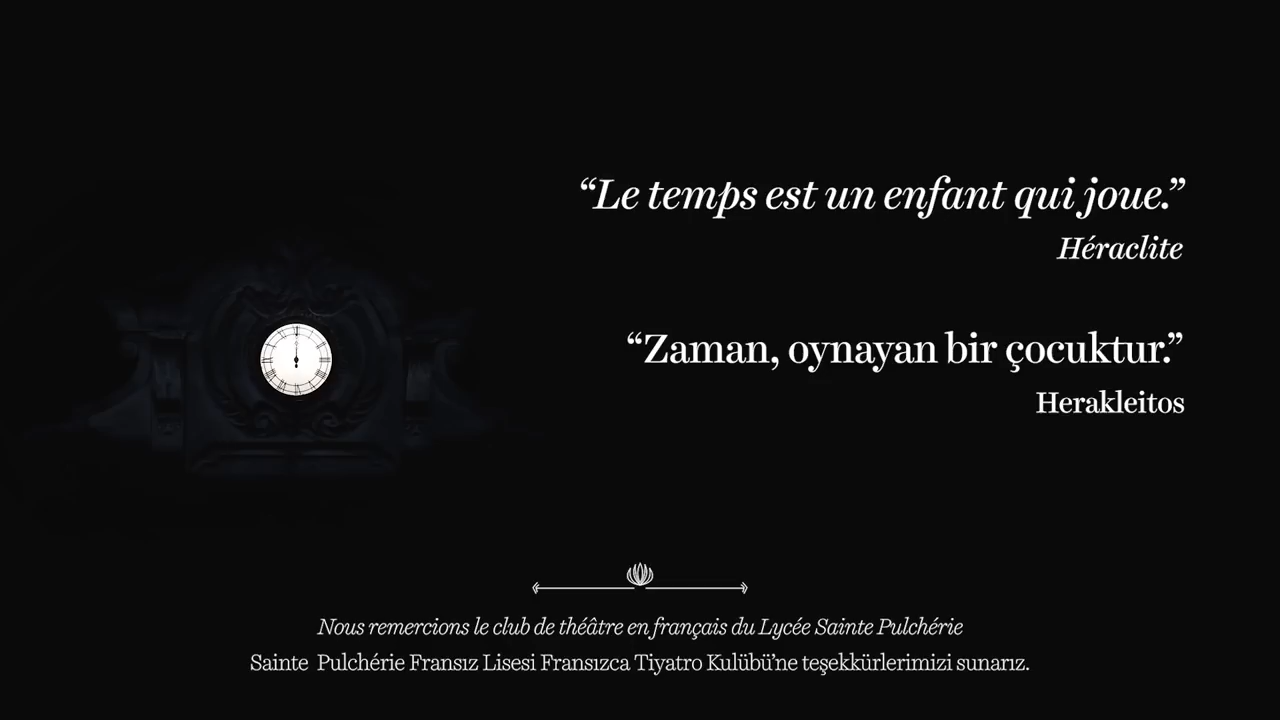 “Le temps est un enfant qui joue.”
Héraclite
“Zaman, oynayan bir çocuktur.”
Herakleitos
Nous remercions le club de théâtre en français du Lycée Sainte Pulchérie
Sainte Pulchérie Fransız Lisesi Fransızca Tiyatro Kulübü’ne teşekkürlerimizi sunarız.